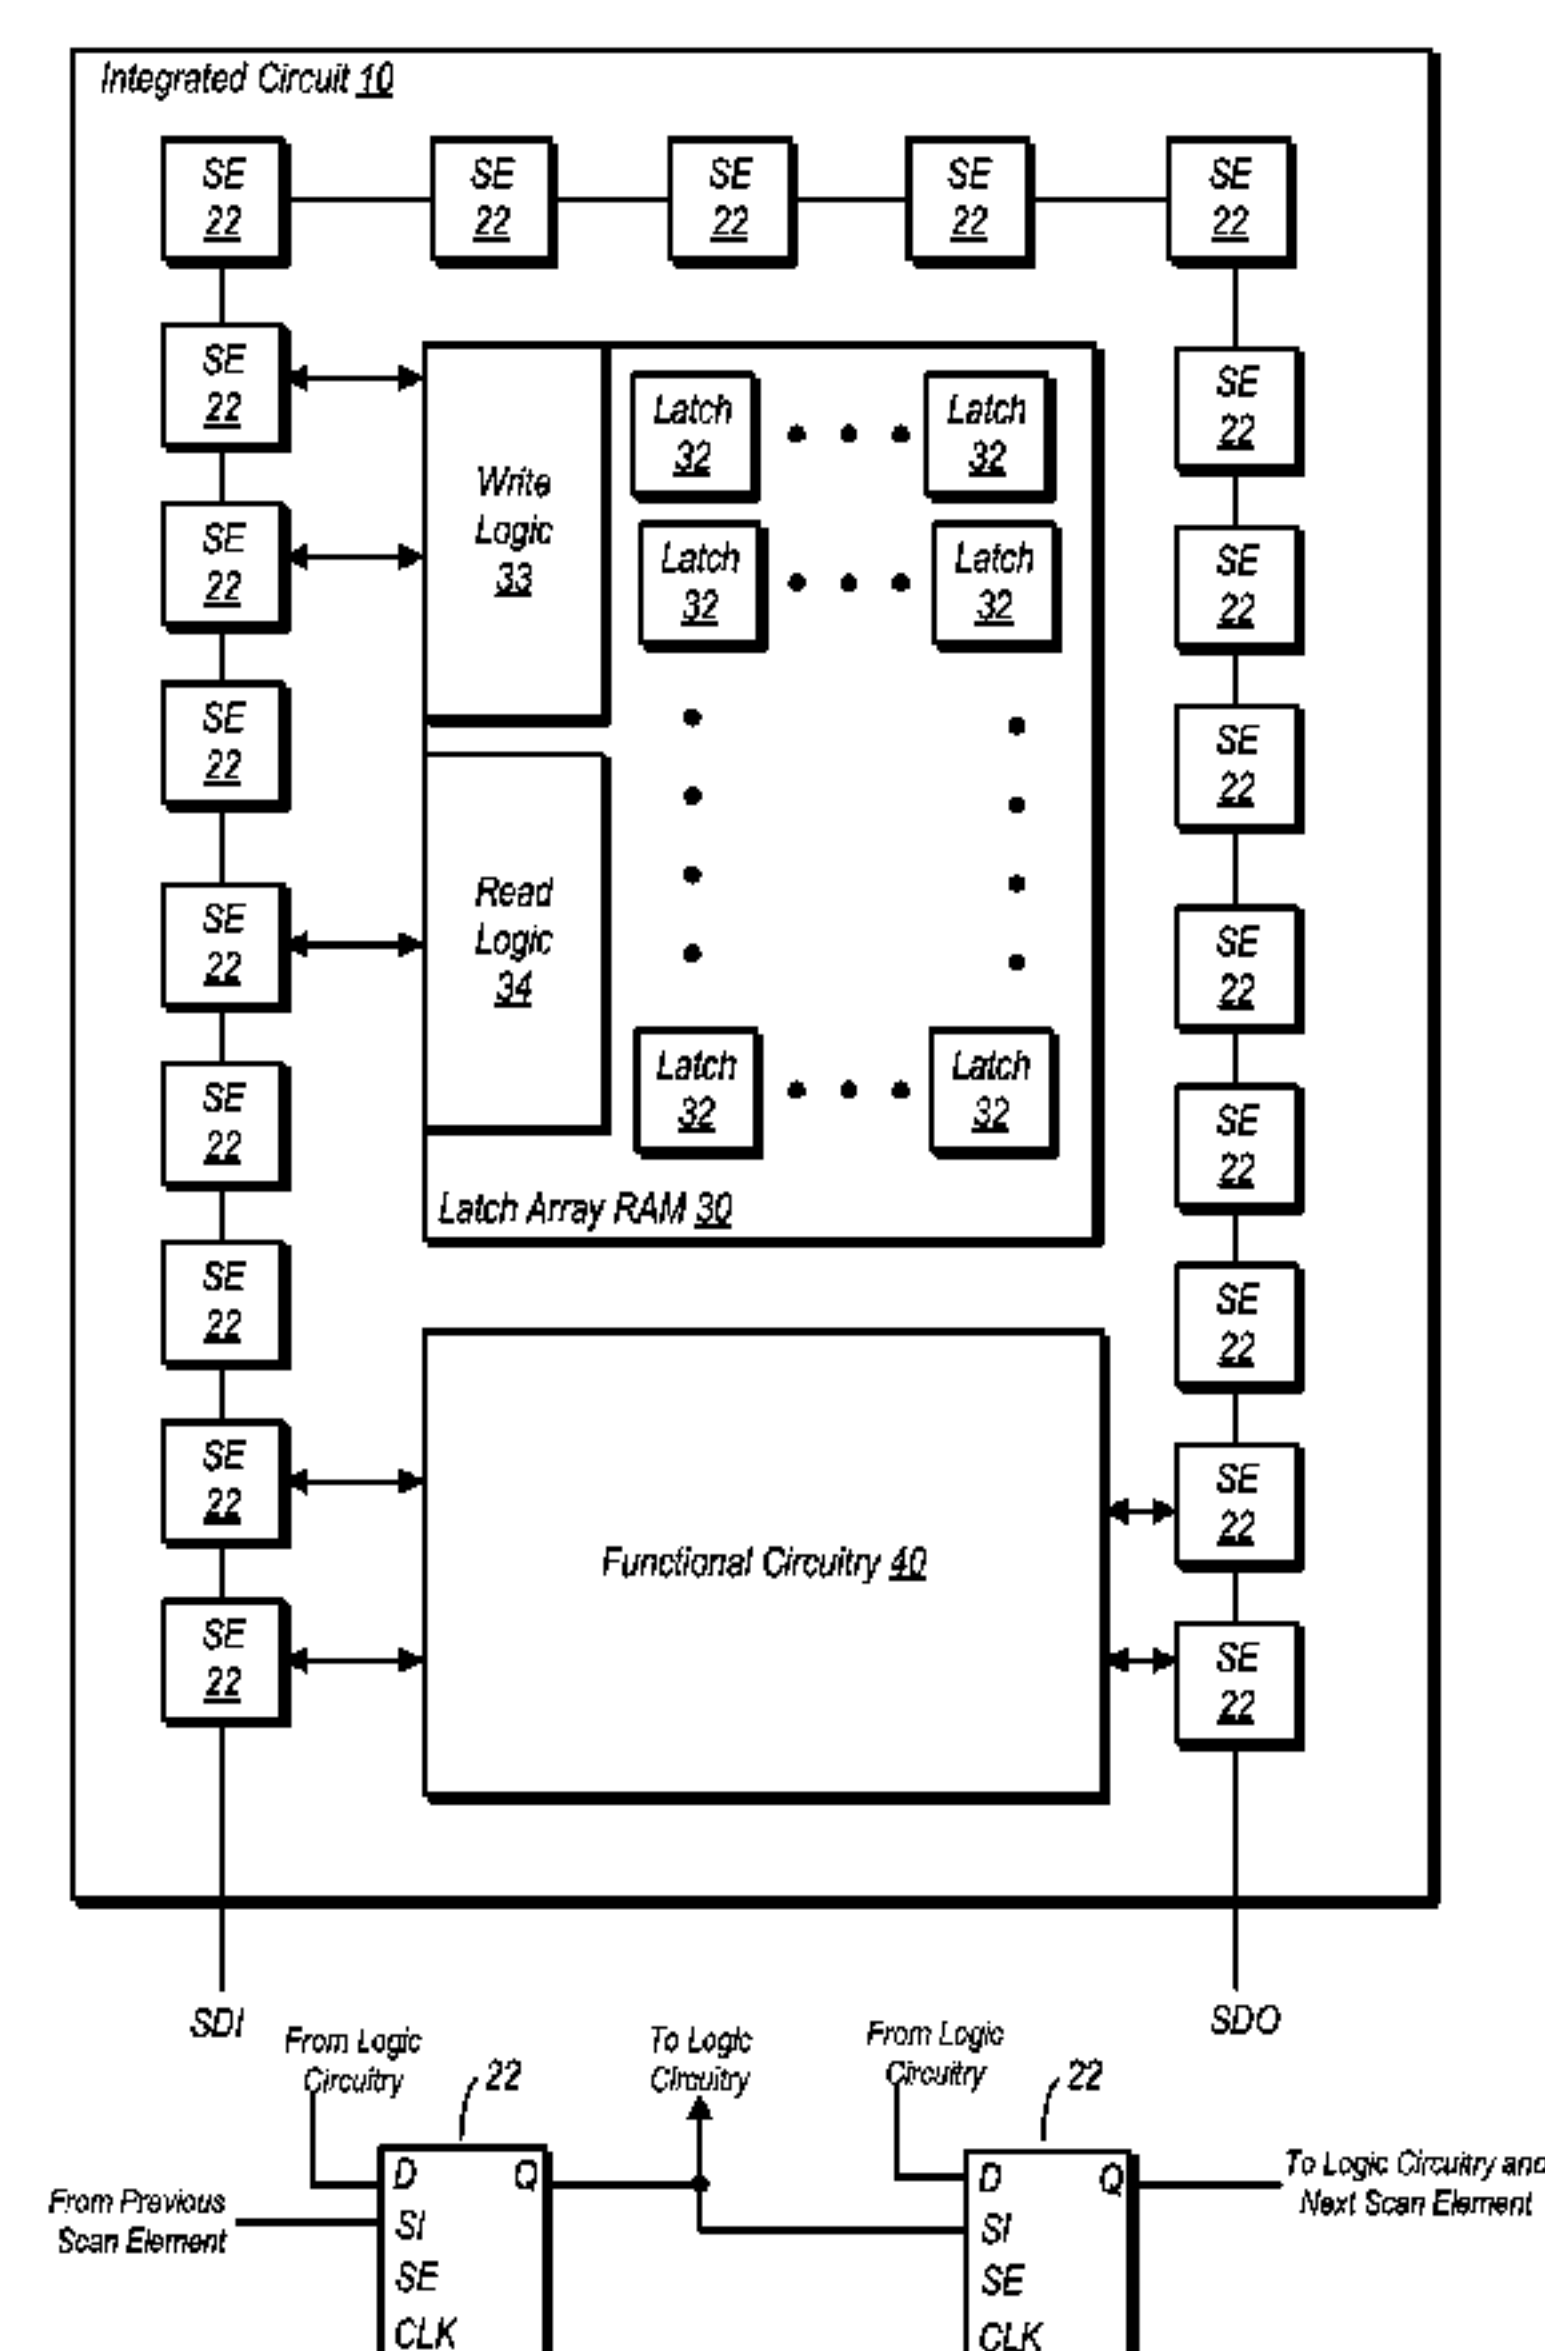 Integrated Circuit 10
SE SE SE SE SE
22 22 22 22 22
SE
22
Latch Latch
32 32
SE
22
Write
Logic
33
SE
22
Latch Latch
32 32
SE
22
SE
22
SE
22
Read
Logic
34
SE
22
SE
22
SE
22
Latch Latch
32 32
SE
22
SE
22
Latch Array RAM 30
SE
22
SE
22
SE
22
SE
22
Functional Circuitry 40
SE
22
SE
22
SDI
SDO
From Logic
Circuitry
22
To Logic
Circuitry
From Logic
Circuitry
22
D Q
D Q
To Logic Circuitry and
Next Scan Element
From Previous
Scan Element
SI
SI
SE
SE
CLK
CLK